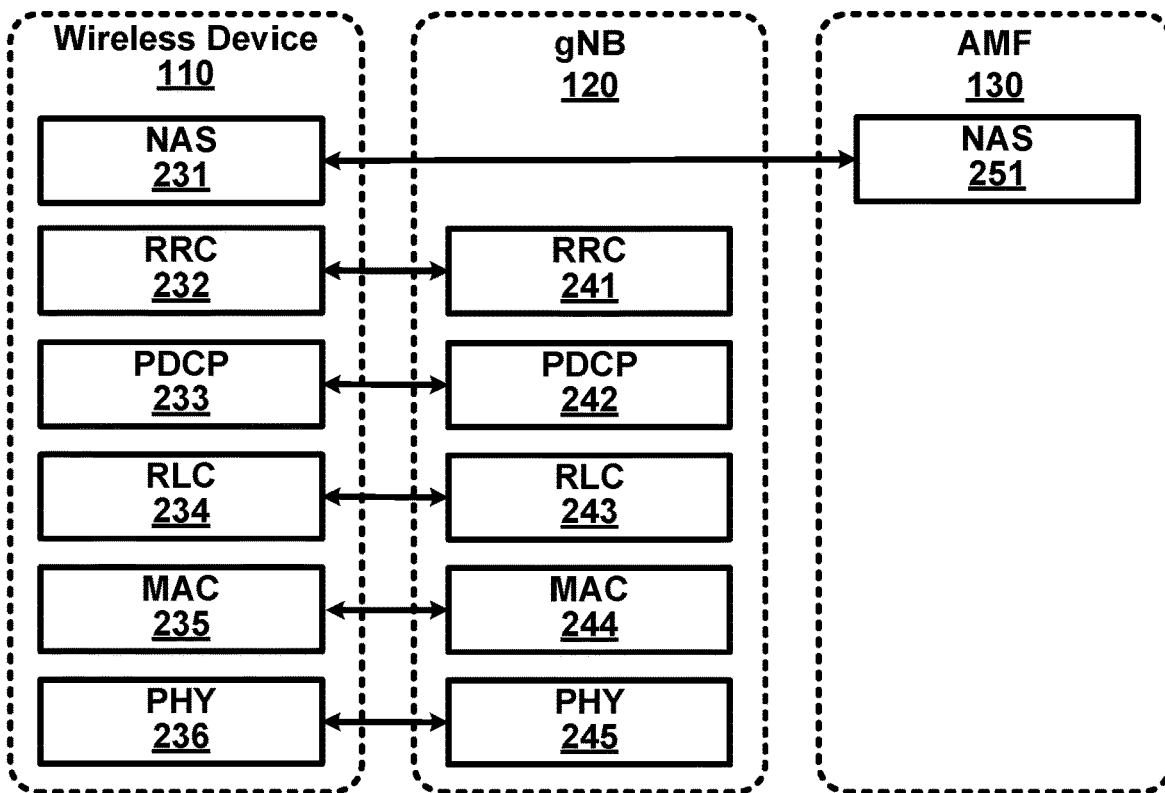 Wireless Device
110
gNB
120
AMF
130
NAS
231
NAS
251
RRC
232
RRC
241
PDCP
233
PDCP
242
RLC
234
RLC
243
MAC
235
MAC
244
PHY
236
PHY
245